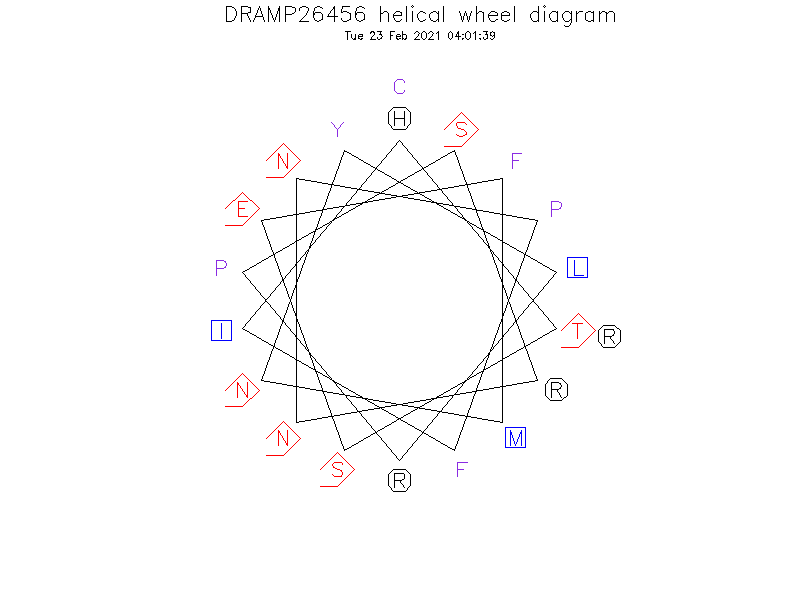 DRAMP26456 helical wheel diagram
Tue 23 Feb 2021 04:01:39
C
H
Y S
N F
E P
P L
I T R
N R
N M
S F
R